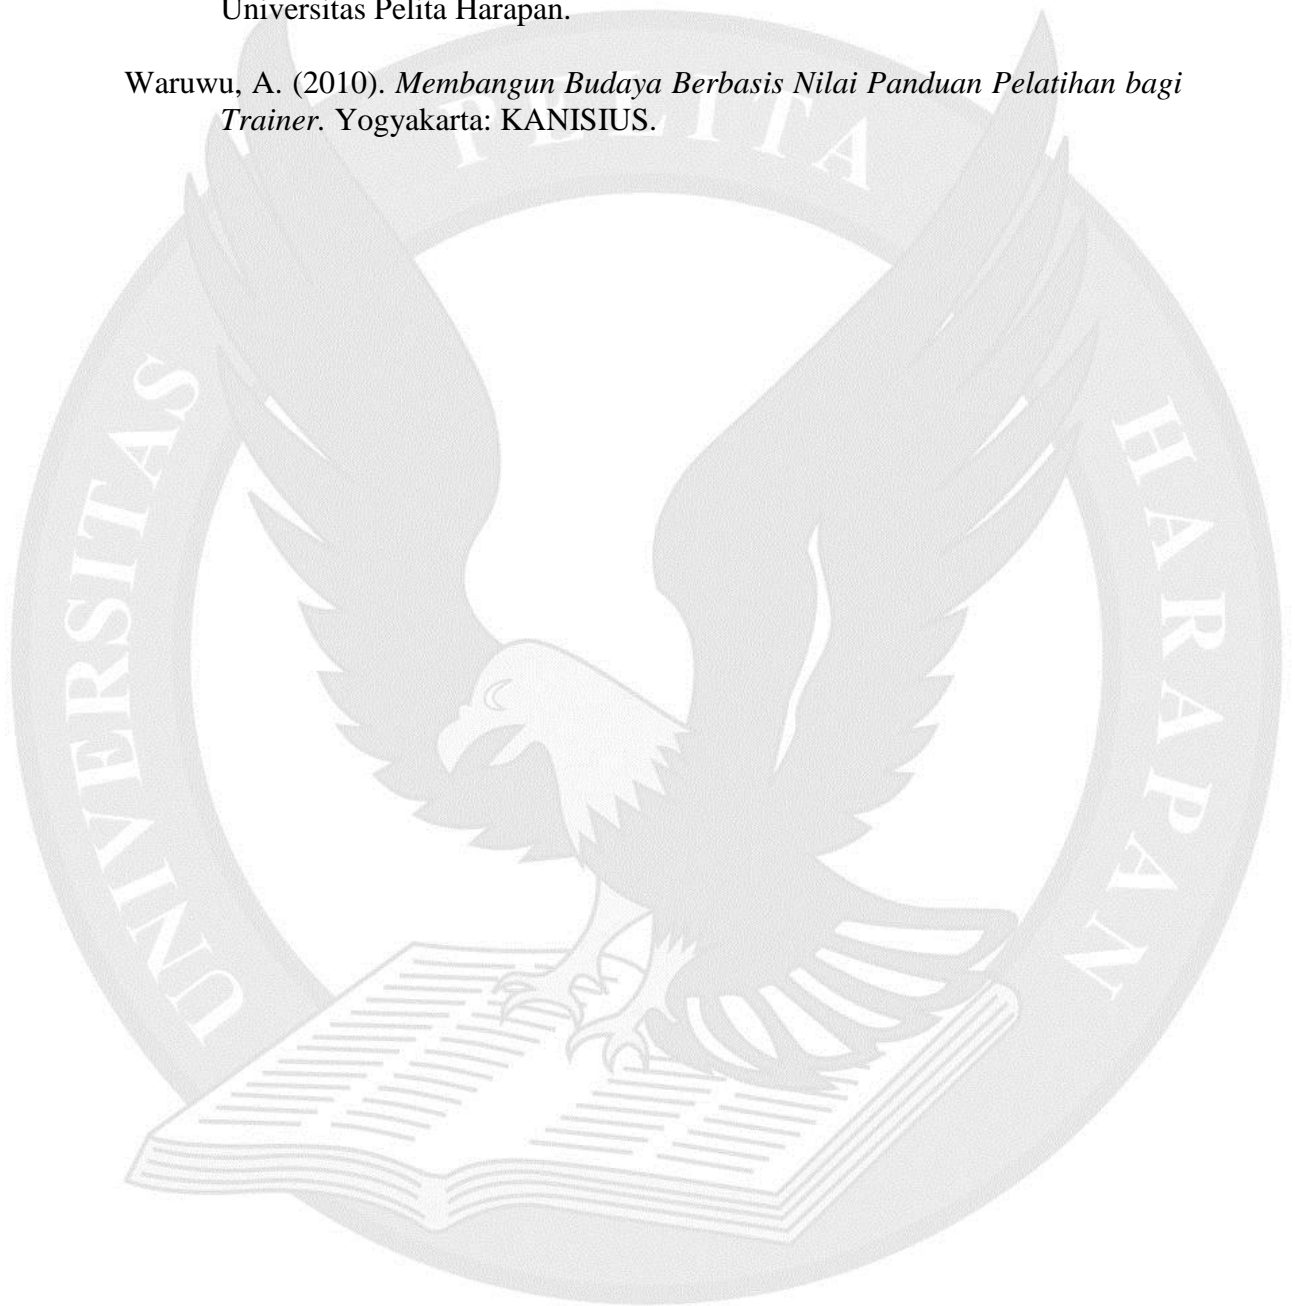 Universitas Pelita Harapan.
Waruwu, A. (2010). Membangun Budaya Berbasis Nilai Panduan Pelatihan bagi
Trainer. Yogyakarta: KANISIUS.
UNIVERSITAS PELITA HARAPAN